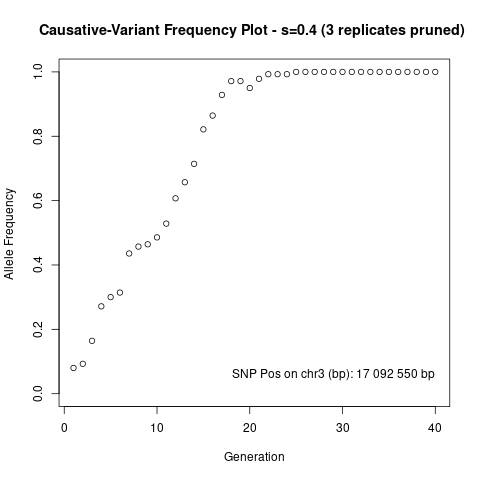 Causative-Variant Frequency Plot - s=0.4 (3 replicates pruned)
Allele Frequency
1.0
0.8
0.6
0.4
0.2
0.0
SNP Pos on chr3 (bp): 17 092 550 bp
0 10 20 30 40
Generation